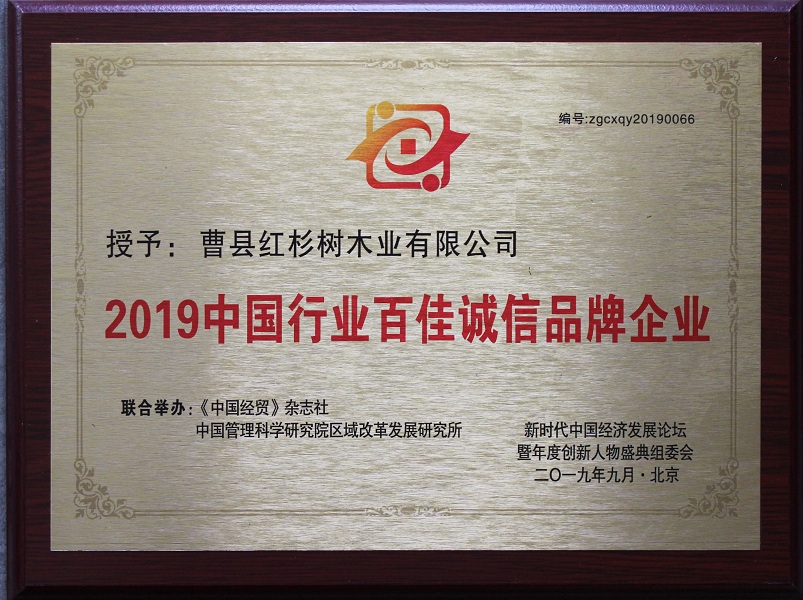 编号:zgcxqy20190066
授予：曹县红杉树木业有限公司
2019中国行业百佳诚信品牌企业
联合举办:《中国经贸》杂志社
中国管理科学研究院区域改革发展研究所
新时代中国经济发展论坛
暨年度创新人物盛典组委会
二〇一九年九月·北京